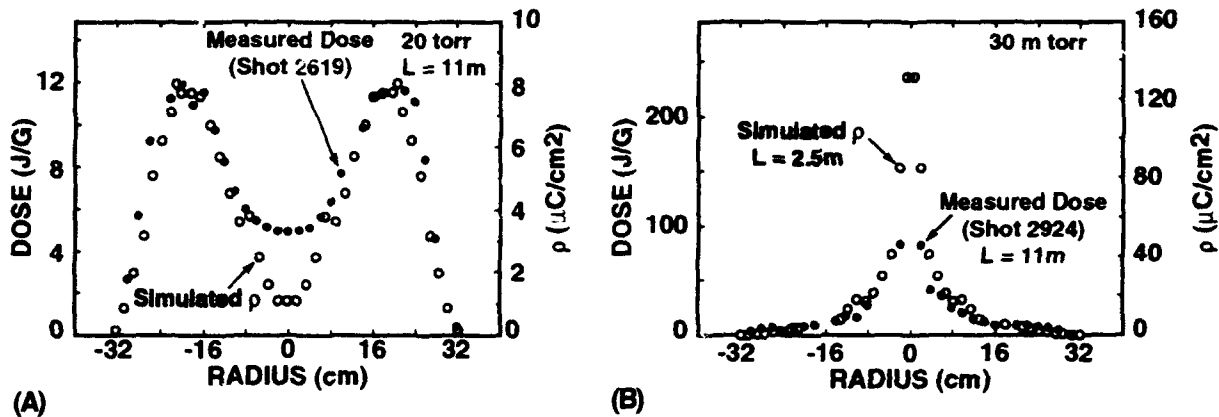 Measured Dose
(Shot 2619)
20 torr
L = 11m
Simulated ρ
DOSE (J/G)
12
8
4
0
10
8
6
4
2
0
ρ (μC/cm2)
-32 -16 0 16 32
RADIUS (cm)
(A)
30 m torr
Simulated ρ
L = 2.5m
Measured Dose
(Shot 2924)
L = 11m
DOSE (J/G)
200
100
0
160
120
80
40
0
ρ (μC/cm2)
-32 -16 0 16 32
RADIUS (cm)
(B)